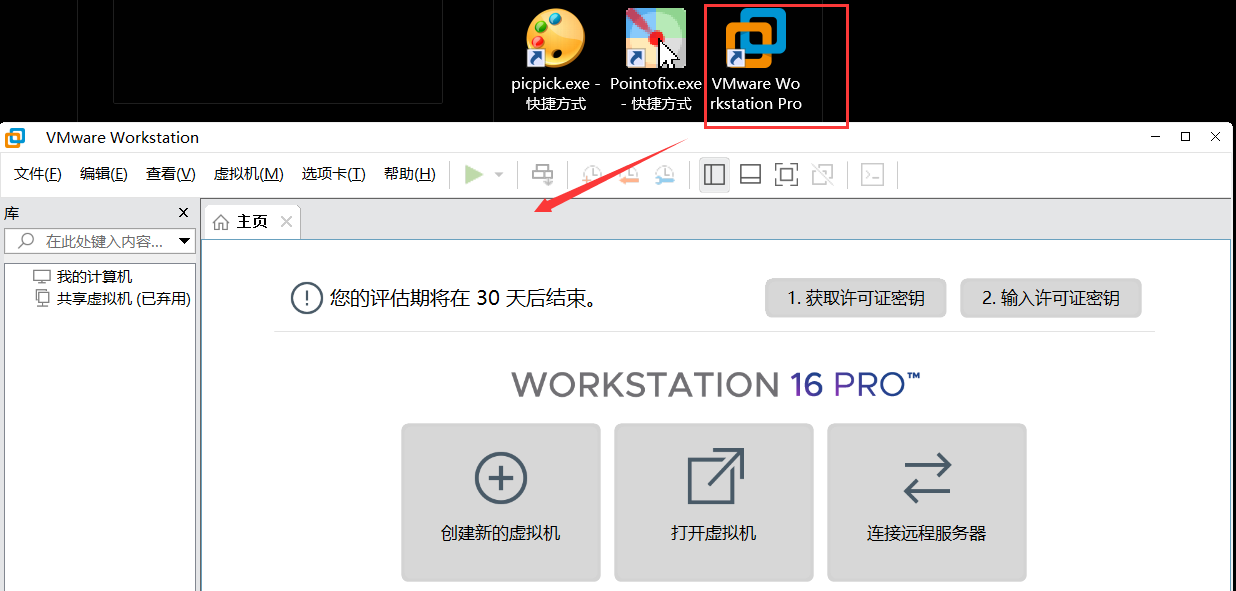 picpick.exe -
快捷方式
Pointofix.exe
- 快捷方式
VMware Wo
rkstation Pro
VMware Workstation
文件(F) 编辑(E) 查看(V) 虚拟机(M) 选项卡(T) 帮助(H)
库
主页
在此处键入内容...
我的计算机
共享虚拟机 (已弃用)
您的评估期将在 30 天后结束。
1. 获取许可证密钥
2. 输入许可证密钥
WORKSTATION 16 PRO™
创建新的虚拟机
打开虚拟机
连接远程服务器